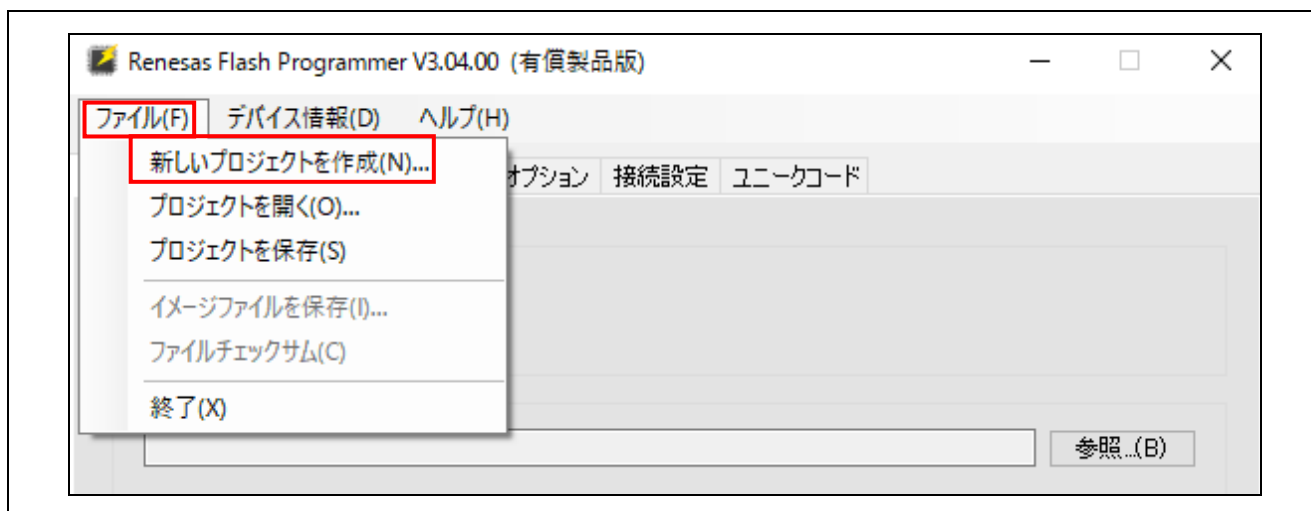 Renesas Flash Programmer V3.04.00 (有償製品版)
ファイル(F) デバイス情報(D) ヘルプ(H)
新しいプロジェクトを作成(N)...
オプション 接続設定 ユニークコード
プロジェクトを開く(O)...
プロジェクトを保存(S)
イメージファイルを保存(I)...
ファイルチェックサム(C)
終了(X)
参照...(B)